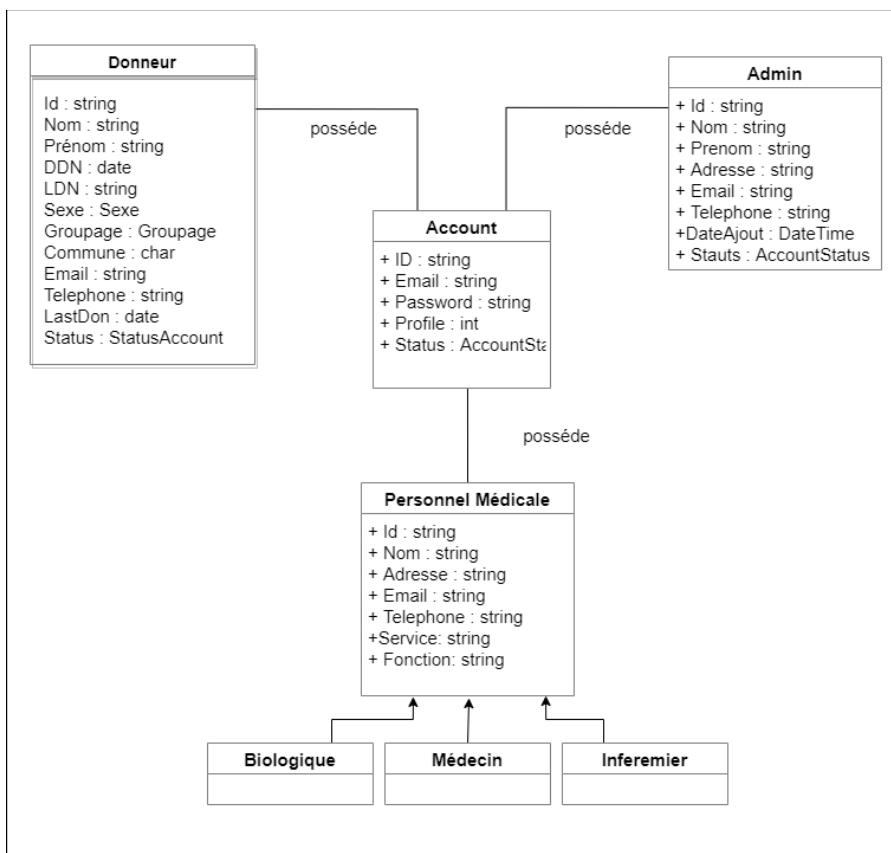 Donneur
Id : string
Nom : string
Prénom : string
DDN : date
LDN : string
Sexe : Sexe
Groupage : Groupage
Commune : char
Email : string
Telephone : string
LastDon : date
Status : StatusAccount
posséde
posséde
Admin
+ Id : string
+ Nom : string
+ Prenom : string
+ Adresse : string
+ Email : string
+ Telephone : string
+DateAjout : DateTime
+ Stauts : AccountStatus
Account
+ ID : string
+ Email : string
+ Password : string
+ Profile : int
+ Status : AccountSta
posséde
Personnel Médicale
+ Id : string
+ Nom : string
+ Adresse : string
+ Email : string
+ Telephone : string
+Service: string
+ Fonction: string
Biologique
Médecin
Inferemier